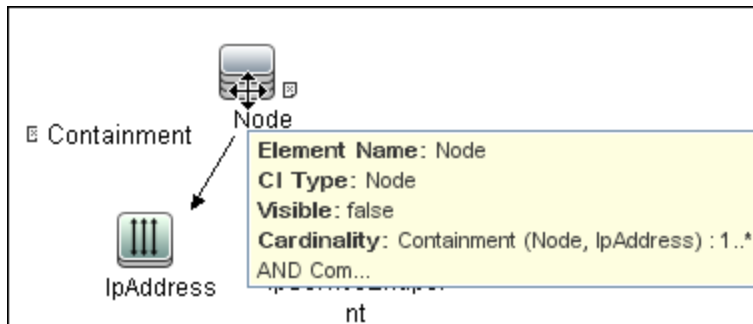 Node
Containment
Element Name: Node
CI Type: Node
Visible: false
Cardinality: Containment (Node, IpAddress) : 1..*
AND Com...
IpAddress
nt